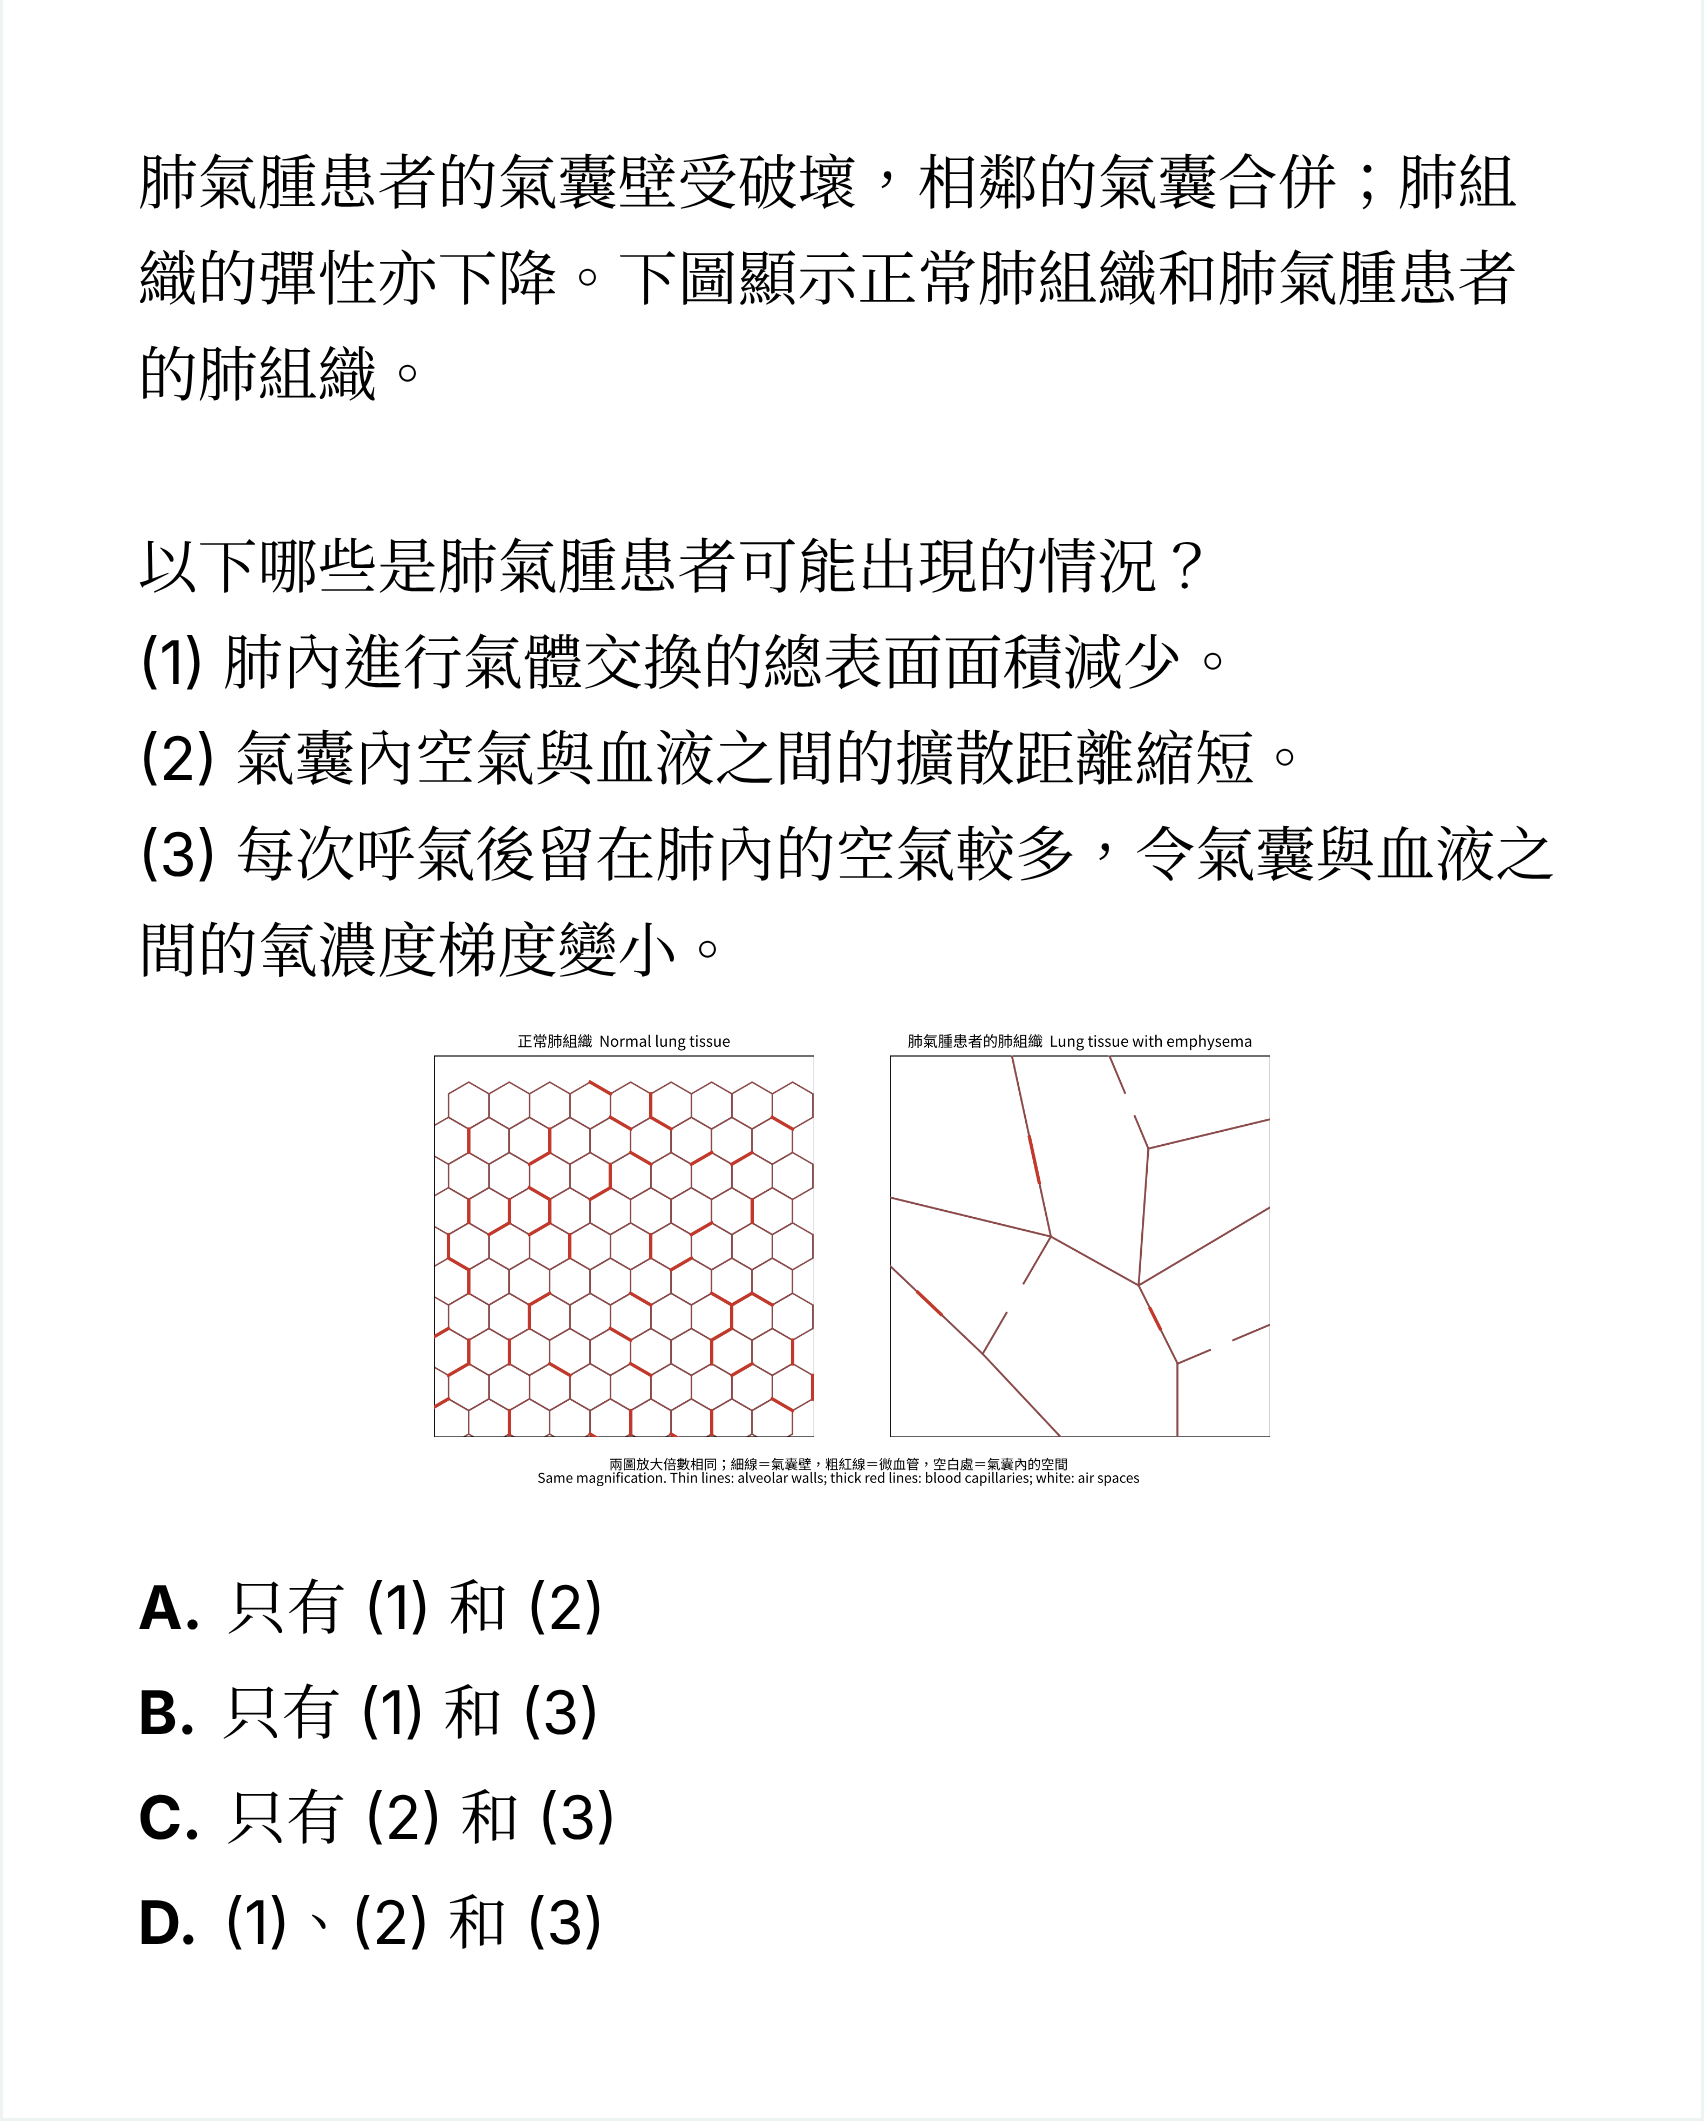 肺氣腫患者的氣囊壁受破壞，相鄰的氣囊合併；肺組
織的彈性亦下降。下圖顯示正常肺組織和肺氣腫患者
的肺組織。
以下哪些是肺氣腫患者可能出現的情況？
(1) 肺內進行氣體交換的總表面面積減少。
(2) 氣囊內空氣與血液之間的擴散距離縮短。
(3) 每次呼氣後留在肺內的空氣較多，令氣囊與血液之
間的氧濃度梯度變小。
正常肺組織 Normal lung tissue
肺氣腫患者的肺組織 Lung tissue with emphysema
兩圖放大倍數相同；細線＝氣囊壁，粗紅線＝微血管，空白處＝氣囊內的空間
Same magnification. Thin lines: alveolar walls; thick red lines: blood capillaries; white: air spaces
A. 只有 (1) 和 (2)
B. 只有 (1) 和 (3)
C. 只有 (2) 和 (3)
D. (1)、(2) 和 (3)